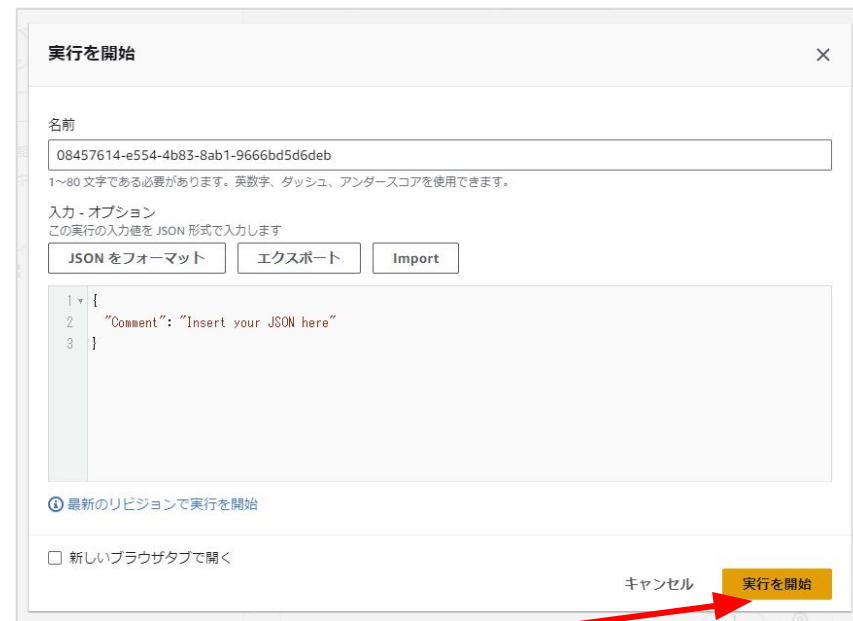 実行を開始
名前
08457614-e554-4b83-8ab1-9666bd5d6deb
1~80 文字である必要があります。英数字、ダッシュ、アンダースコアを使用できます。
入力 - オプション
この実行の入力値を JSON 形式で入力します
JSON をフォーマット エクスポート Import
1 {
2 "Comment": "Insert your JSON here"
3 }
最新のリビジョンで実行を開始
新しいブラウザタブで開く
キャンセル 実行を開始